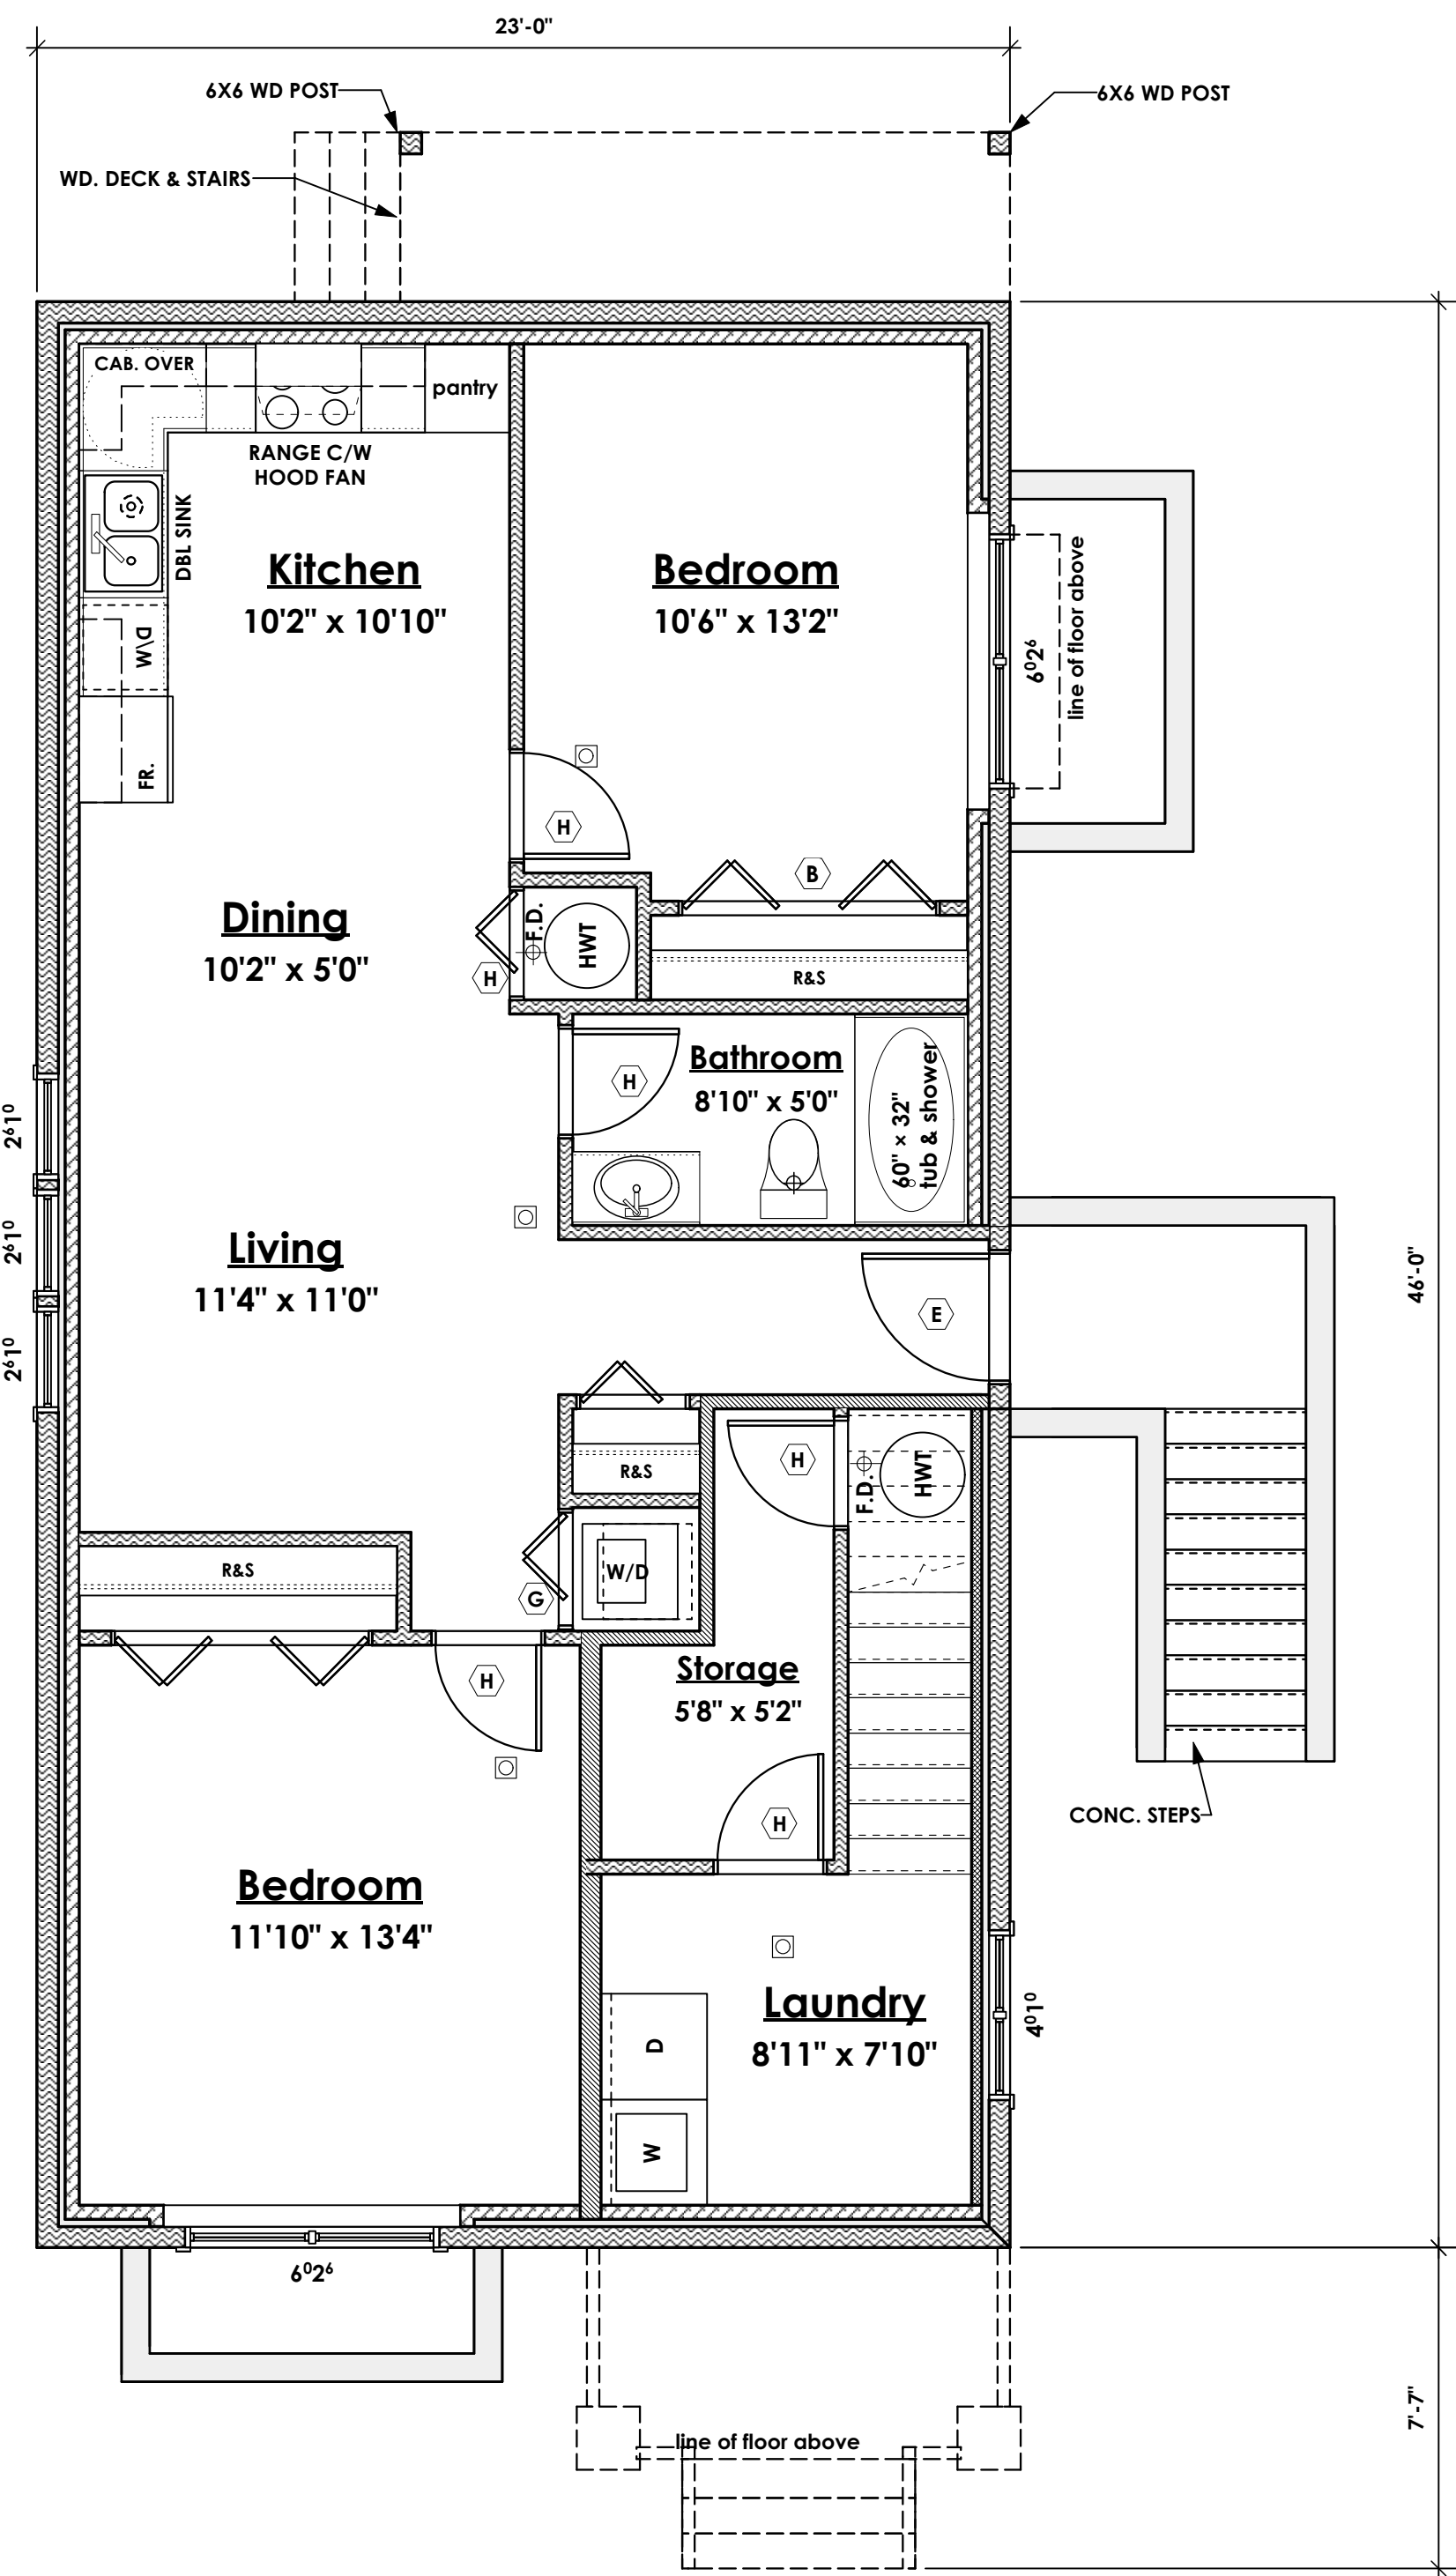 23'-0"
6X6 WD POST
6X6 WD POST
WD. DECK & STAIRS
CAB. OVER
pantry
RANGE C/W
HOOD FAN
DBL SINK
Kitchen
10'2" x 10'10"
Bedroom
10'6" x 13'2"
6⁰2⁶
line of floor above
D\W
FR.
H
B
Dining
10'2" x 5'0"
F.D.
HWT
H
R&S
Bathroom
8'10" x 5'0"
H
60" × 32"
tub & shower
2⁶1⁰
2⁶1⁰
2⁶1⁰
Living
11'4" x 11'0"
E
46'-0"
R&S
H
F.D.
HWT
R&S
W/D
G
H
Storage
5'8" x 5'2"
H
CONC. STEPS
Bedroom
11'10" x 13'4"
Laundry
8'11" x 7'10"
D
W
4⁰1⁰
6⁰2⁶
line of floor above
7'-7"